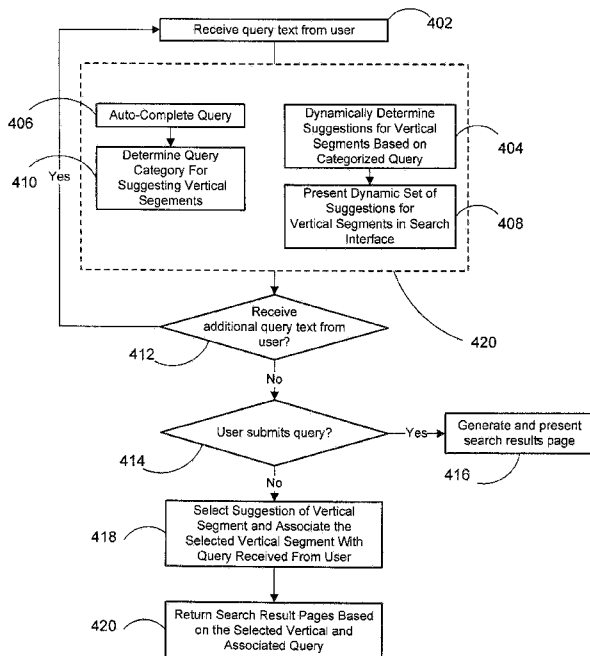 Receive query text from user
402
406
Auto-Complete Query
410
Yes
Determine Query
Category For
Suggesting Vertical
Segements
Dynamically Determine
Suggestions for Vertical
Segments Based on
Categorized Query
404
Present Dynamic Set of
Suggestions for
Vertical Segments in Search
Interface
408
420
Receive
additional query text from
user?
412
No
User submits query?
414
Yes
Generate and present
search results page
416
No
Select Suggestion of Vertical
Segment and Associate the
Selected Vertical Segment With
Query Received From User
418
Return Search Result Pages Based
on the Selected Vertical and
Associated Query
420